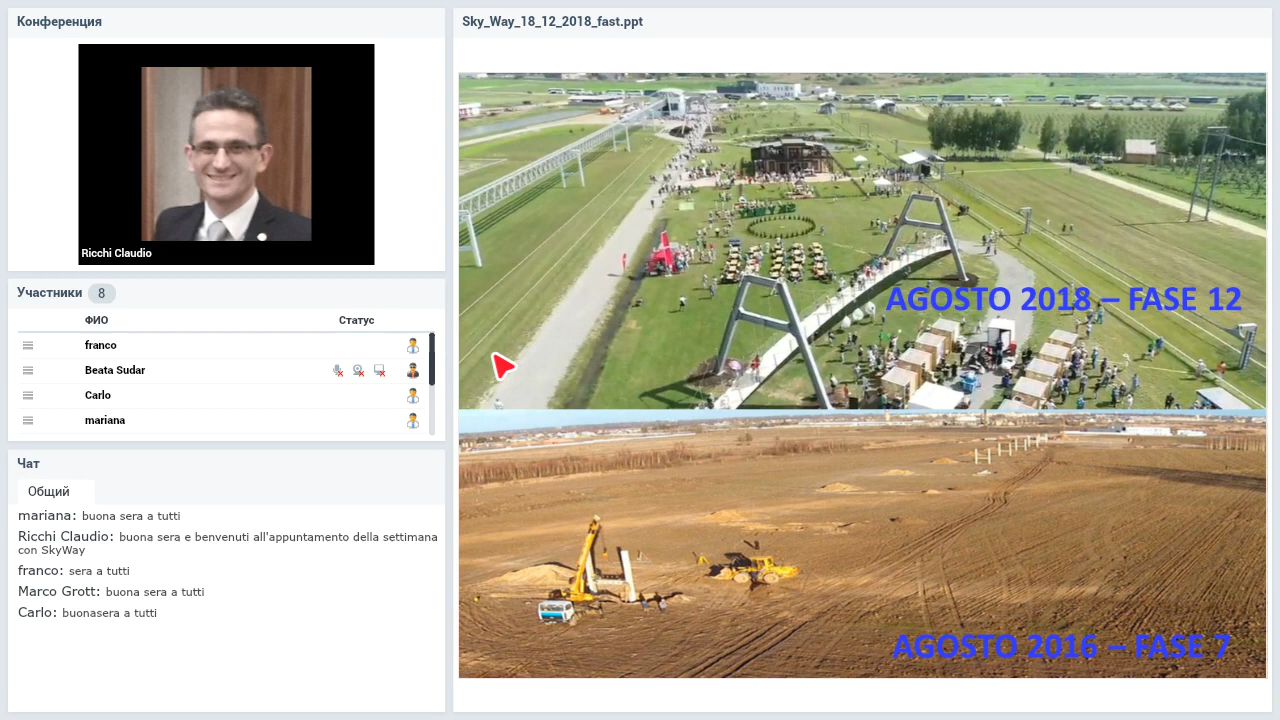 Конференция
Ricchi Claudio
Участники 8
ФИО Статус
franco
Beata Sudar
Carlo
mariana
Чат
Общий
mariana: buona sera a tutti
Ricchi Claudio: buona sera e benvenuti all'appuntamento della settimana
con SkyWay
franco: sera a tutti
Marco Grott: buona sera a tutti
Carlo: buonasera a tutti
Sky_Way_18_12_2018_fast.ppt
AGOSTO 2018 – FASE 12
AGOSTO 2016 – FASE 7